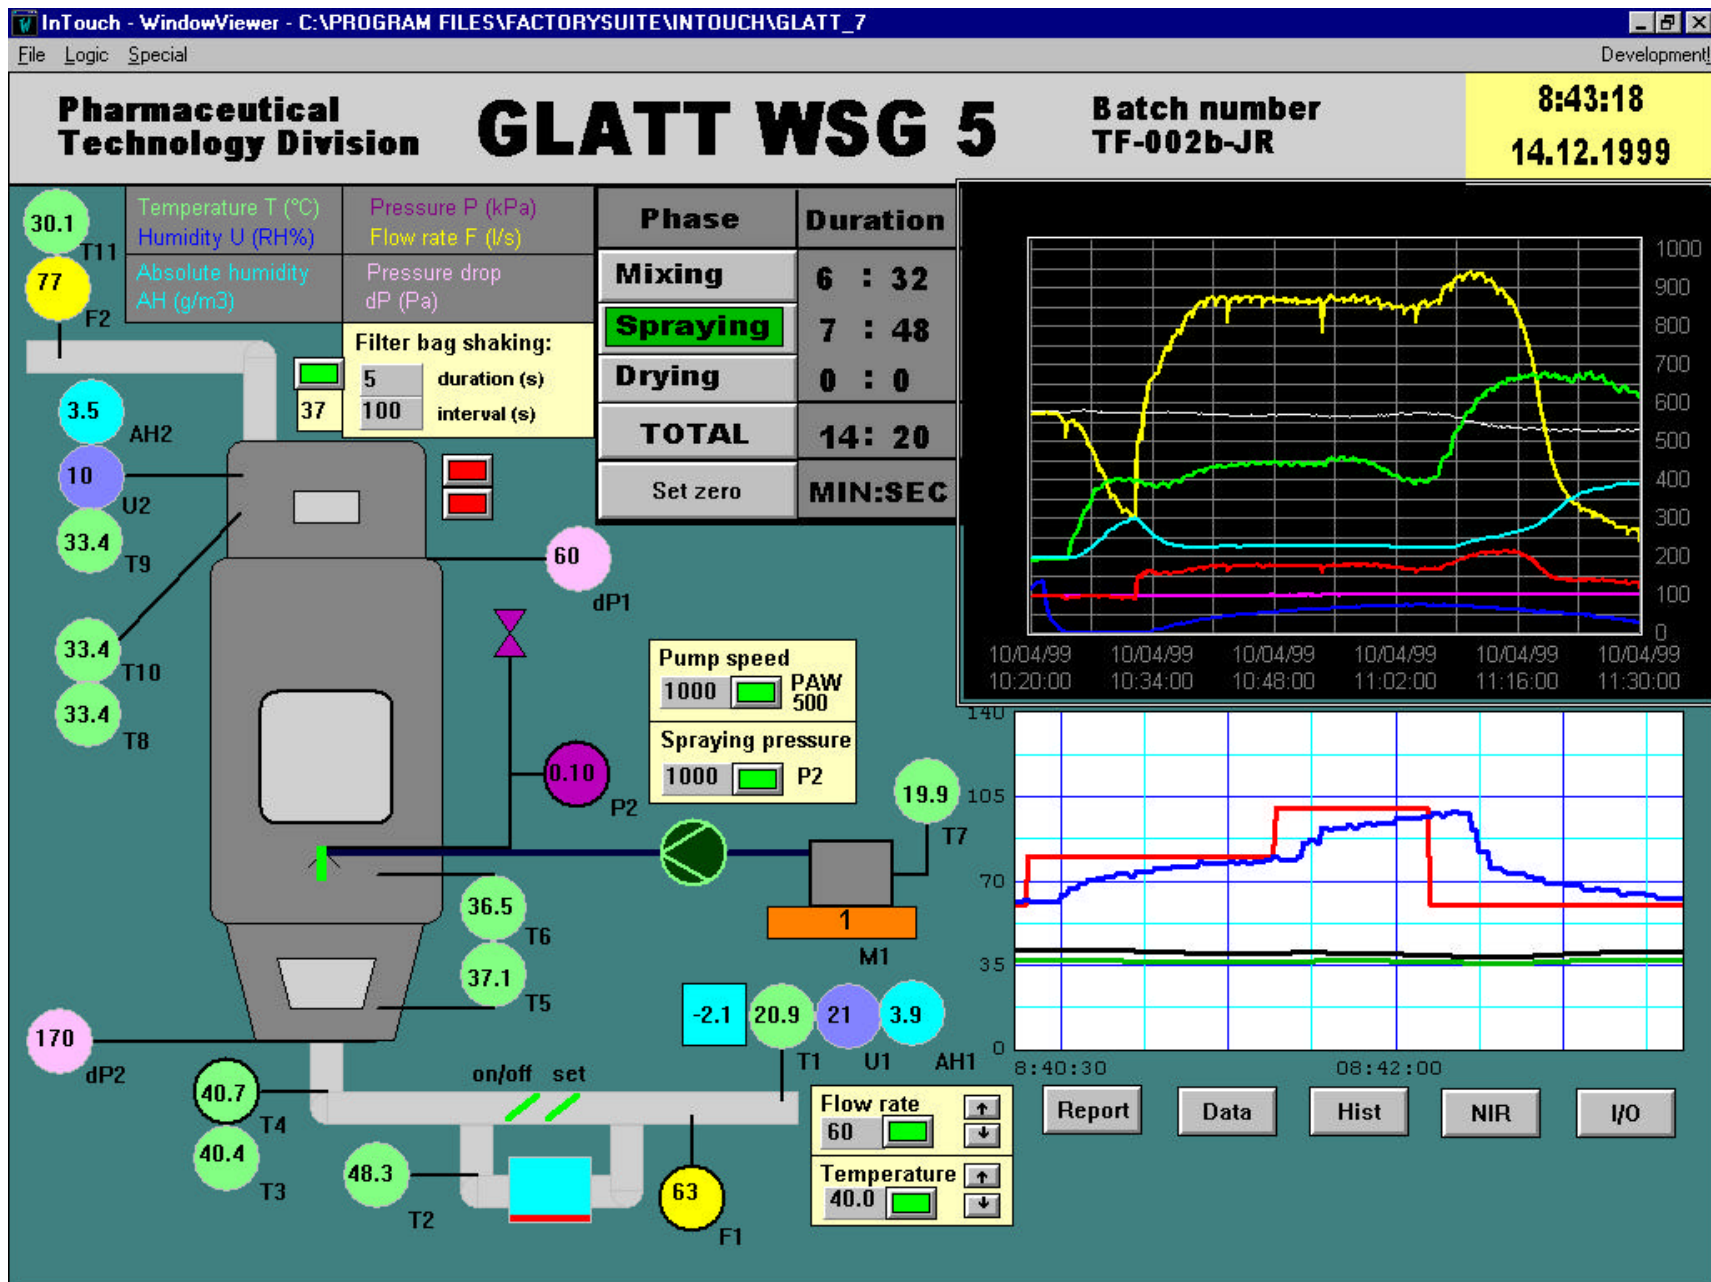 InTouch - WindowViewer - C:\PROGRAM FILES\FACTORYSUITE\INTOUCH\GLATT_7
File Logic Special Development!
Pharmaceutical
Technology Division
GLATT WSG 5
Batch number
TF-002b-JR
8:43:18
14.12.1999
30.1
T11
77
F2
Temperature T (°C)
Humidity U (RH%)
Pressure P (kPa)
Flow rate F (l/s)
Absolute humidity
AH (g/m3)
Pressure drop
dP (Pa)
Filter bag shaking:
5 duration (s)
37
100 interval (s)
Phase Duration
Mixing 6 : 32
Spraying 7 : 48
Drying 0 : 0
TOTAL 14: 20
Set zero MIN:SEC
1000
900
800
700
600
500
400
300
200
100
0
10/04/99 10/04/99 10/04/99 10/04/99 10/04/99 10/04/99
10:20:00 10:34:00 10:48:00 11:02:00 11:16:00 11:30:00
3.5
AH2
10
U2
33.4
T9
60
dP1
33.4
T10
33.4
T8
Pump speed
1000 PAW
500
Spraying pressure
1000 P2
0.10
P2
19.9
T7
36.5
T6
1
M1
37.1
T5
170
dP2
-2.1 20.9 21 3.9
T1 U1 AH1
40.7
T4
on/off set
40.4
T3
48.3
T2
63
F1
Flow rate
60
Temperature
40.0
140
105
70
35
0
8:40:30 08:42:00
Report Data Hist NIR I/O